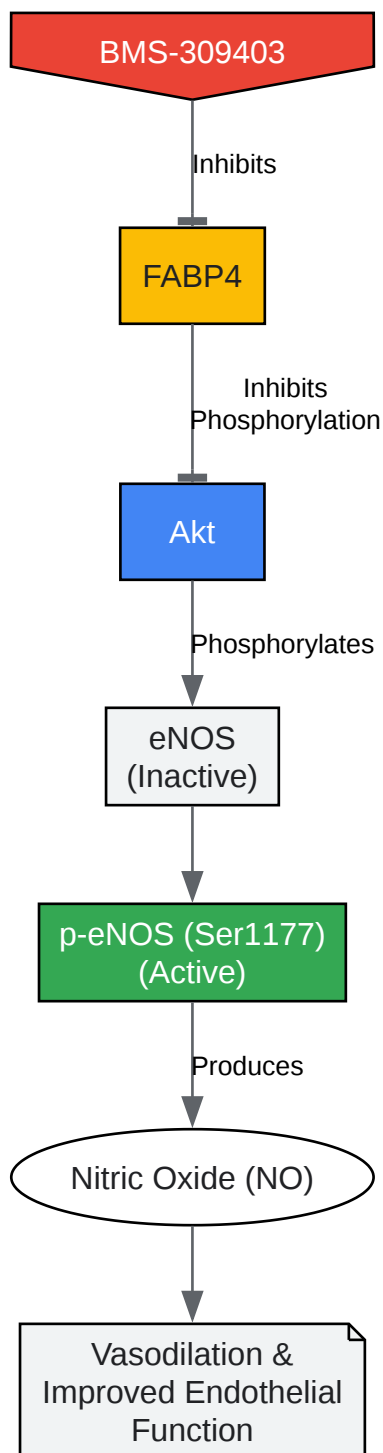 BMS-309403
Inhibits
FABP4
Inhibits
Phosphorylation
Akt
Phosphorylates
eNOS
(Inactive)
p-eNOS (Ser1177)
(Active)
Produces
Nitric Oxide (NO)
Vasodilation &
Improved Endothelial
Function